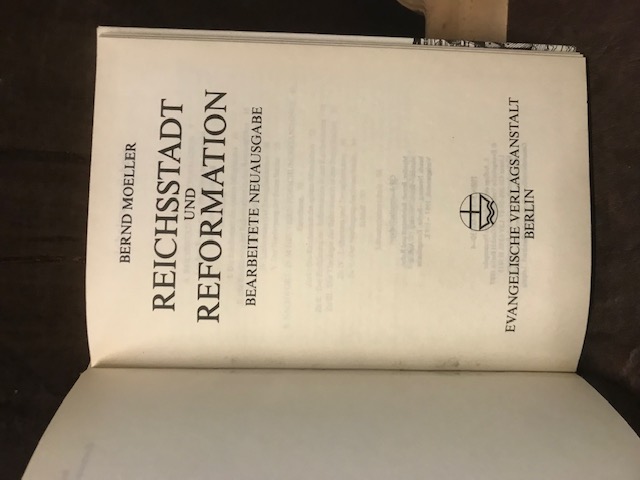 BERND MOELLER
REICHSSTADT
UND
REFORMATION
BEARBEITETE NEUAUSGABE
EVANGELISCHE VERLAGSANSTALT
BERLIN